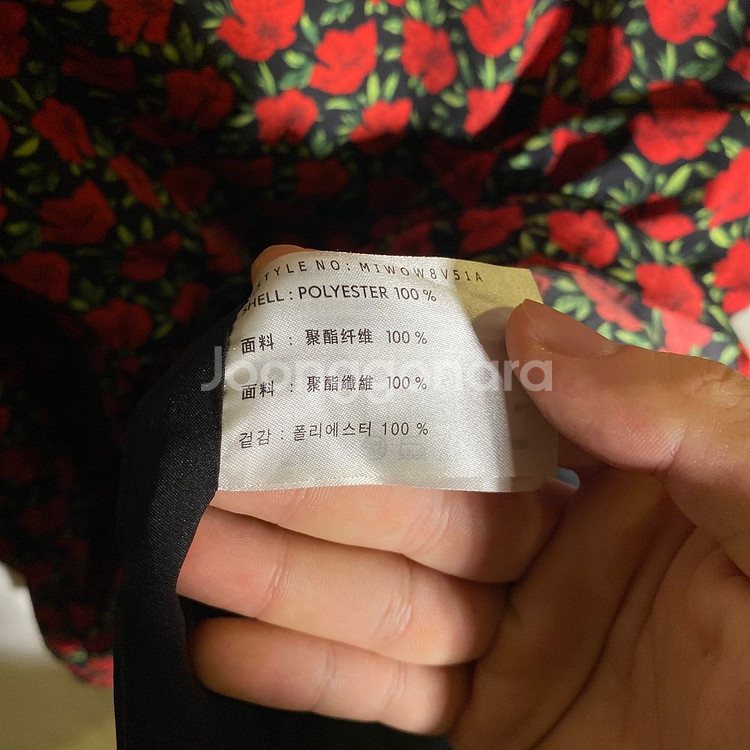 STYLE NO: MIWOW8V51A
SHELL : POLYESTER 100 %
面料 : 聚酯纤维 100 %
面料 : 聚酯纖維 100 %
겉감 : 폴리에스터 100 %
Joonggonara